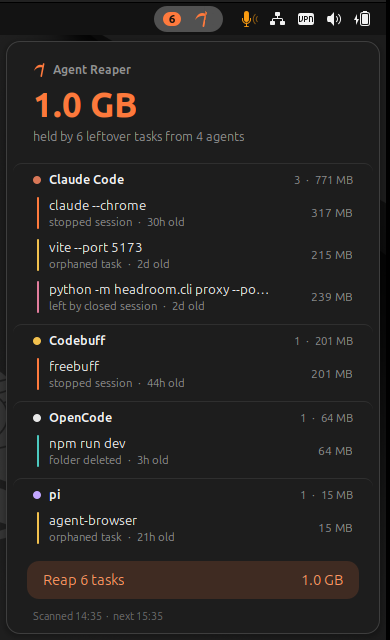 6
VPN
Agent Reaper
1.0 GB
held by 6 leftover tasks from 4 agents
Claude Code 3 · 771 MB
claude --chrome 317 MB
stopped session · 30h old
vite --port 5173 215 MB
orphaned task · 2d old
python -m headroom.cli proxy --po... 239 MB
left by closed session · 2d old
Codebuff 1 · 201 MB
freebuff 201 MB
stopped session · 44h old
OpenCode 1 · 64 MB
npm run dev 64 MB
folder deleted · 3h old
pi 1 · 15 MB
agent-browser 15 MB
orphaned task · 21h old
Reap 6 tasks 1.0 GB
Scanned 14:35 · next 15:35